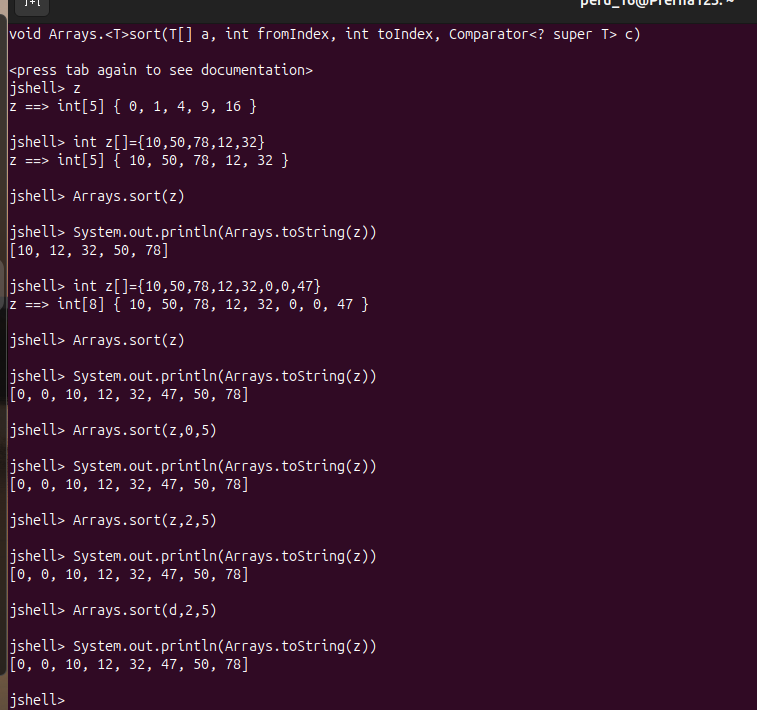 void Arrays.<T>sort(T[] a, int fromIndex, int toIndex, Comparator<? super T> c)
<press tab again to see documentation>
jshell> z
z ==> int[5] { 0, 1, 4, 9, 16 }
jshell> int z[]={10,50,78,12,32}
z ==> int[5] { 10, 50, 78, 12, 32 }
jshell> Arrays.sort(z)
jshell> System.out.println(Arrays.toString(z))
[10, 12, 32, 50, 78]
jshell> int z[]={10,50,78,12,32,0,0,47}
z ==> int[8] { 10, 50, 78, 12, 32, 0, 0, 47 }
jshell> Arrays.sort(z)
jshell> System.out.println(Arrays.toString(z))
[0, 0, 10, 12, 32, 47, 50, 78]
jshell> Arrays.sort(z,0,5)
jshell> System.out.println(Arrays.toString(z))
[0, 0, 10, 12, 32, 47, 50, 78]
jshell> Arrays.sort(z,2,5)
jshell> System.out.println(Arrays.toString(z))
[0, 0, 10, 12, 32, 47, 50, 78]
jshell> Arrays.sort(d,2,5)
jshell> System.out.println(Arrays.toString(z))
[0, 0, 10, 12, 32, 47, 50, 78]
jshell>